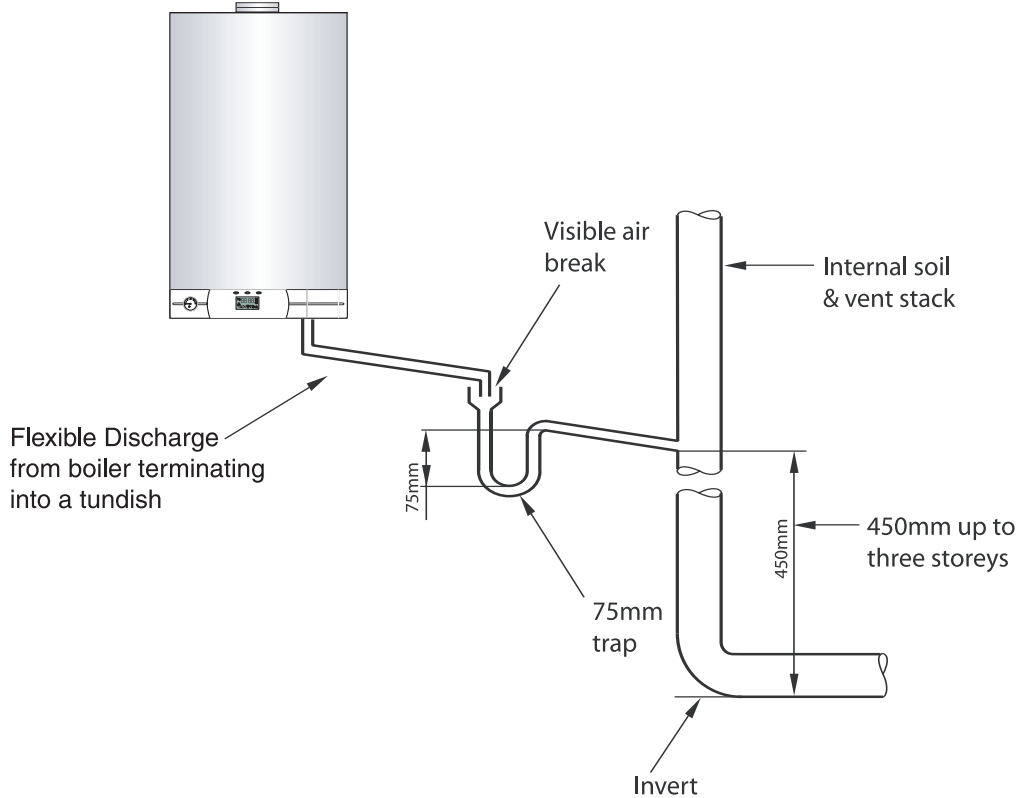 Visible air
break
Internal soil
& vent stack
Flexible Discharge
from boiler terminating
into a tundish
75mm
450mm
450mm up to
three storeys
75mm
trap
Invert